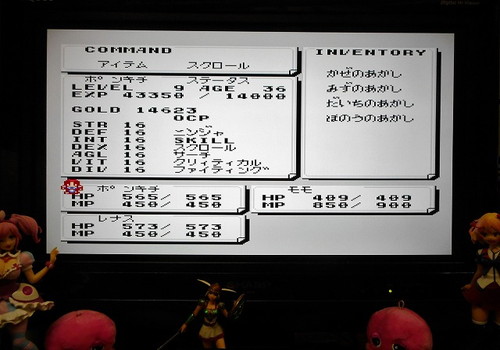 COMMAND
アイテム スクロール
ポンキチ ステータス
LEVEL 9 AGE 36
EXP 43350 / 14000
GOLD 14623
OCP
STR 16 ニンジャ
DEF 16
INT 16 SKILL
DEX 16 スクロール
AGL 16 サーチ
VIT 16 クリィティカル
DIV 16 ファイティング
INVENTORY
かぜのあかし
みずのあかし
だいちのあかし
ほのうのあかし
ポンキチ
HP 565/ 565
MP 450/ 450
モモ
HP 409/ 409
MP 850/ 900
レナス
HP 573/ 573
MP 450/ 450